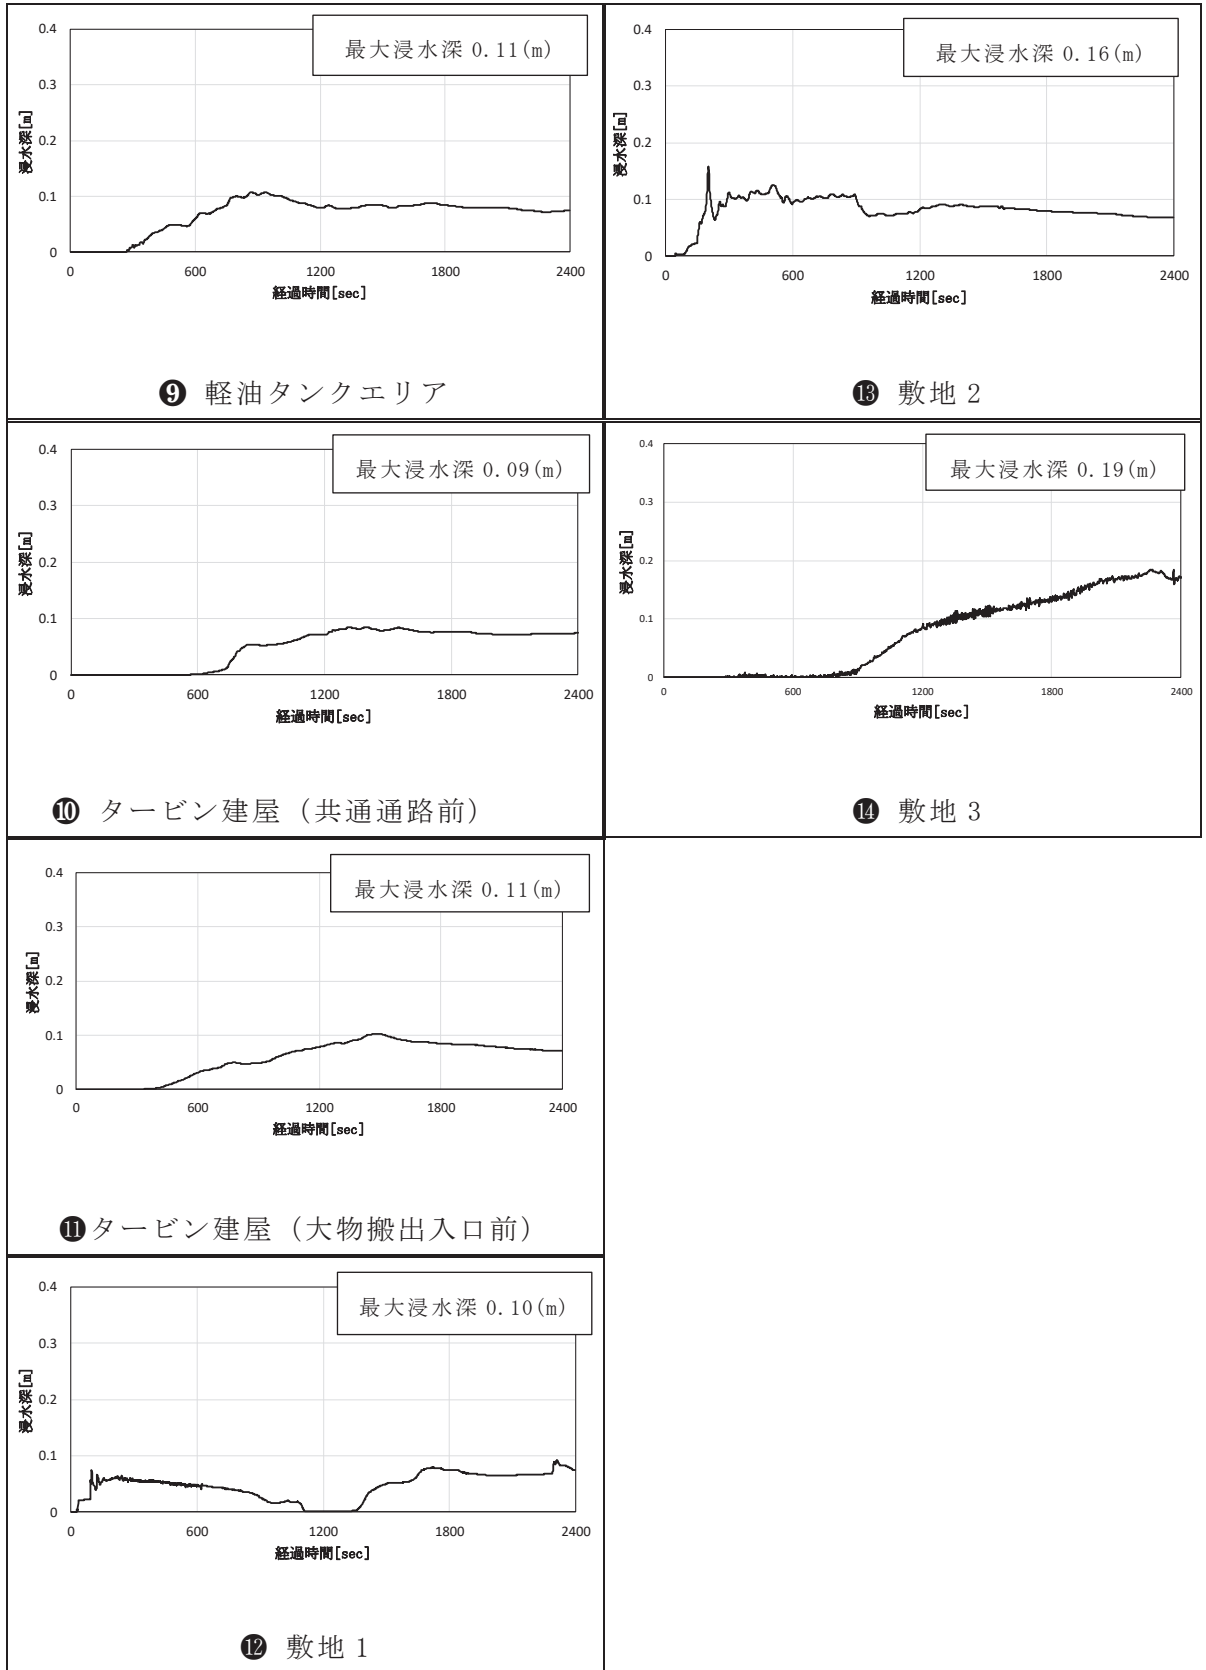 最大浸水深 0.11(m)
0.4
0.3
0.2
0.1
0
浸水深[m]
0 600 1200 1800 2400
経過時間[sec]
❾ 軽油タンクエリア
最大浸水深 0.16(m)
0.4
0.3
0.2
0.1
0
浸水深[m]
0 600 1200 1800 2400
経過時間[sec]
⓭ 敷地 2
最大浸水深 0.09(m)
0.4
0.3
0.2
0.1
0
浸水深[m]
0 600 1200 1800 2400
経過時間[sec]
❿ タービン建屋（共通通路前）
最大浸水深 0.19(m)
0.4
0.3
0.2
0.1
0
浸水深[m]
0 600 1200 1800 2400
経過時間[sec]
⓮ 敷地 3
最大浸水深 0.11(m)
0.4
0.3
0.2
0.1
0
浸水深[m]
0 600 1200 1800 2400
経過時間[sec]
⓫タービン建屋（大物搬出入口前）
最大浸水深 0.10(m)
0.4
0.3
0.2
0.1
0
浸水深[m]
0 600 1200 1800 2400
経過時間[sec]
⓬ 敷地 1